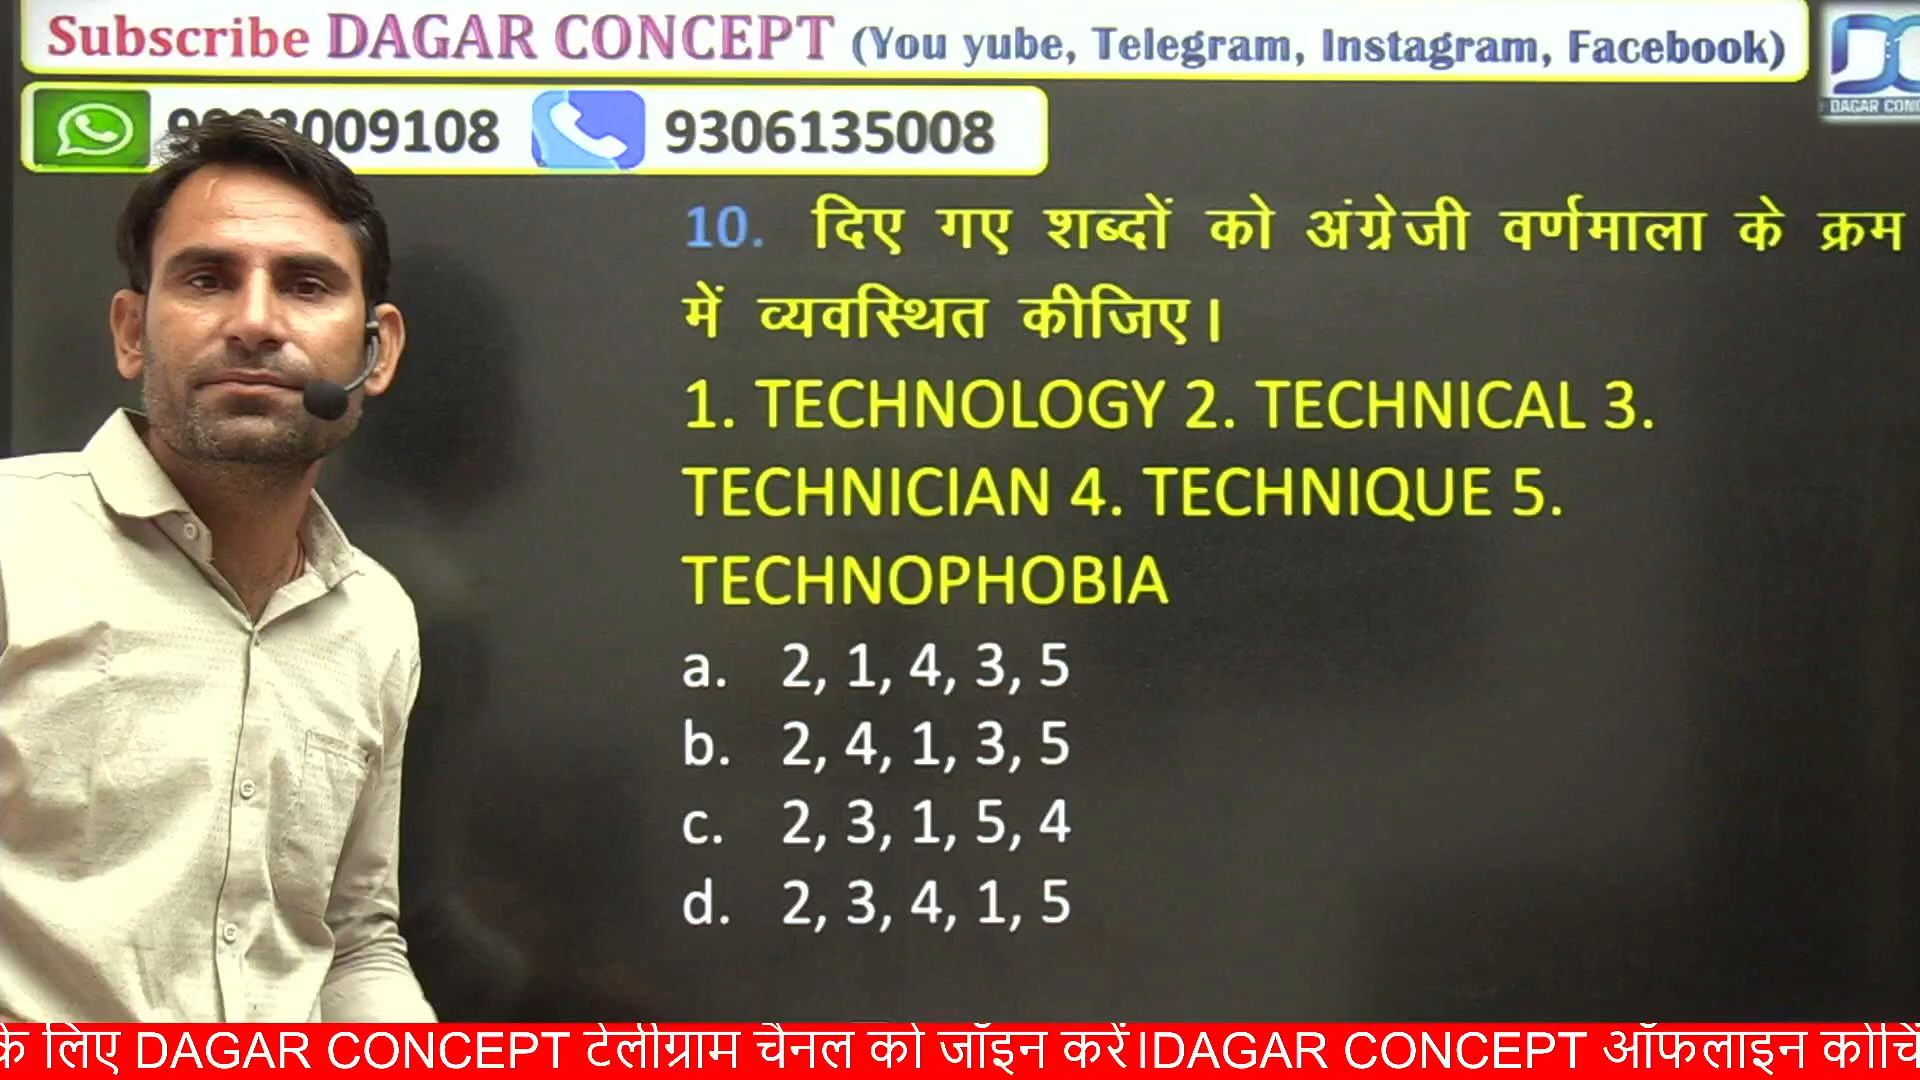 Subscribe DAGAR CONCEPT (You yube, Telegram, Instagram, Facebook)
DAGAR CONC
9306135008
10. दिए गए शब्दों को अंग्रेजी वर्णमाला के क्रम
में व्यवस्थित कीजिए।
1. TECHNOLOGY 2. TECHNICAL 3.
TECHNICIAN 4. TECHNIQUE 5.
TECHNOPHOBIA
a. 2, 1, 4, 3, 5
b. 2, 4, 1, 3, 5
c. 2, 3, 1, 5, 4
d. 2, 3, 4, 1, 5
के लिए DAGAR CONCEPT टेलीग्राम चैनल को जॉइन करें।DAGAR CONCEPT ऑफलाइन कोचिं